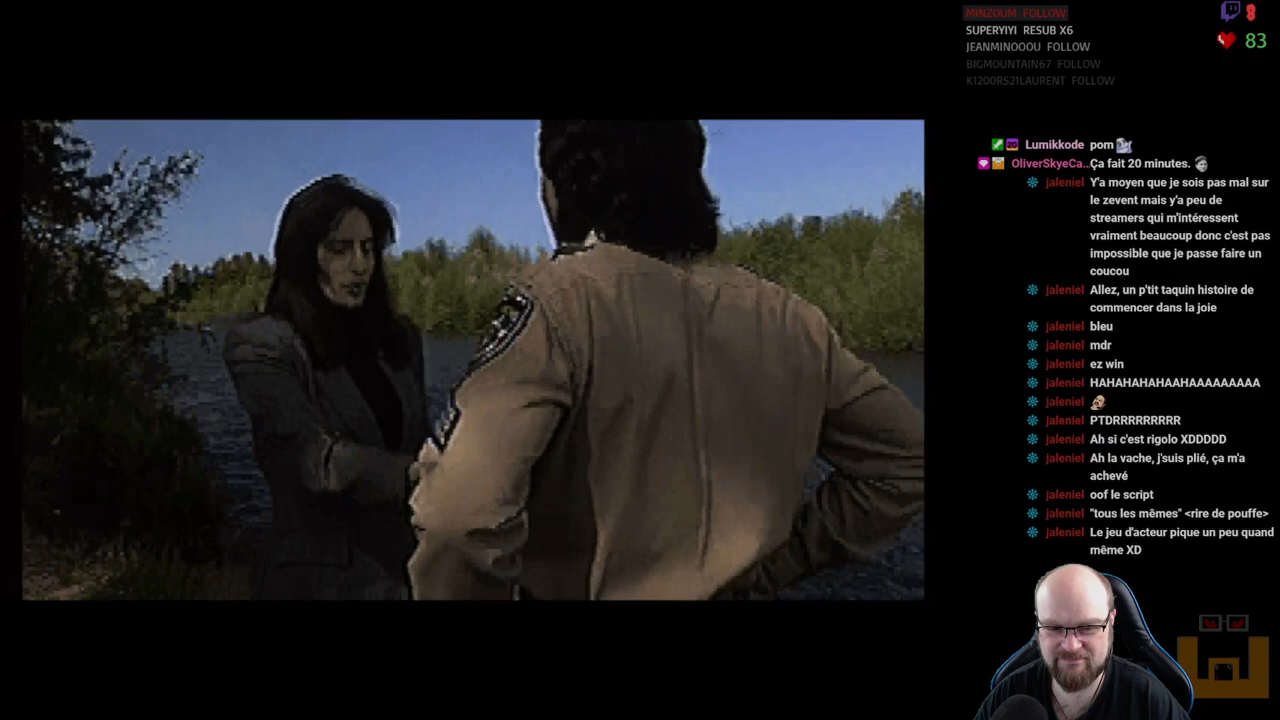 MINZOUM FOLLOW
SUPERYIYI RESUB X6
JEANMINOOOU FOLLOW
BIGMOUNTAIN67 FOLLOW
K1200RS21LAURENT FOLLOW
8
83
Lumikkode pom
OliverSkyeCa... Ça fait 20 minutes.
jaleniel Y'a moyen que je sois pas mal sur
le zevent mais y'a peu de
streamers qui m'intéressent
vraiment beaucoup donc c'est pas
impossible que je passe faire un
coucou
jaleniel Allez, un p'tit taquin histoire de
commencer dans la joie
jaleniel bleu
jaleniel mdr
jaleniel ez win
jaleniel HAHAHAHAHAAHAAAAAAAA
jaleniel
jaleniel PTDRRRRRRRRR
jaleniel Ah si c'est rigolo XDDDDD
jaleniel Ah la vache, j'suis plié, ça m'a
achevé
jaleniel oof le script
jaleniel "tous les mêmes" <rire de pouffe>
jaleniel Le jeu d'acteur pique un peu quand
même XD